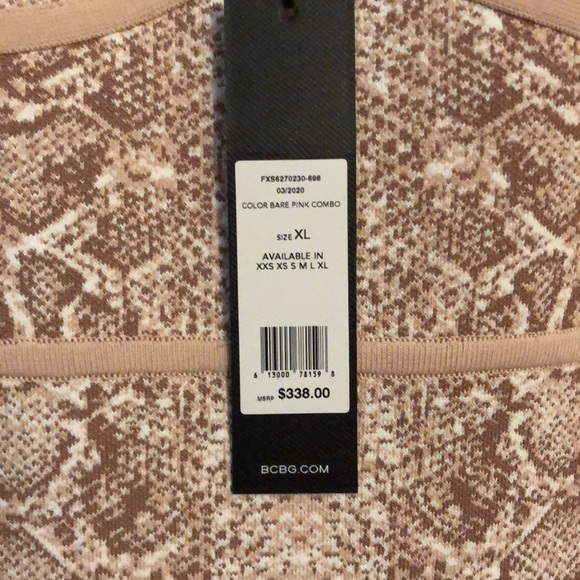 FXS6270230-698
03/2020
COLOR BARE PINK COMBO
SIZE XL
AVAILABLE IN
XXS XS S M L XL
6 13000 78159 8
MSRP $338.00
BCBG.COM